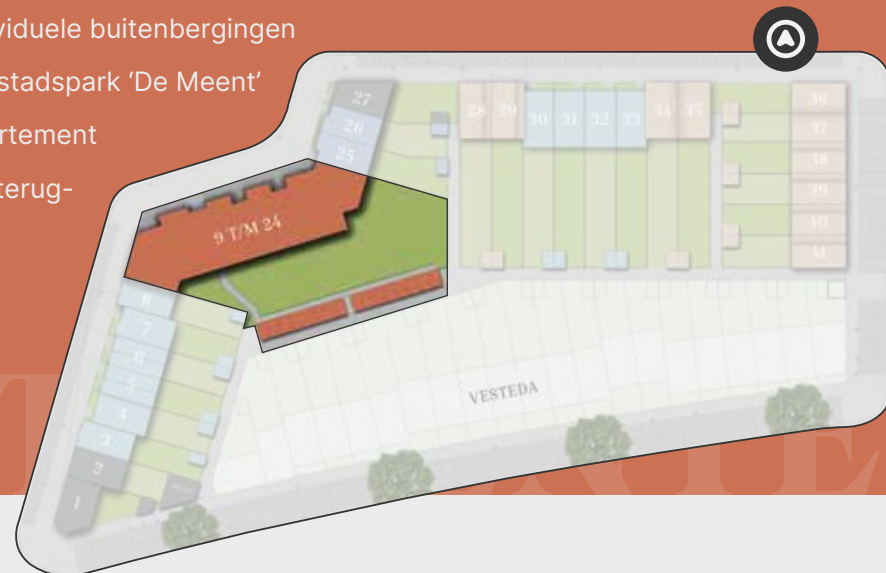 viduele buitenbergingen
stadspark ‘De Meent’
rtement
terug-
27
26
25
28 29 30 31 32 33 34 35
36
37
38
39
40
41
9 T/M 24
8
7
6
5
4
3
2
1
VESTEDA